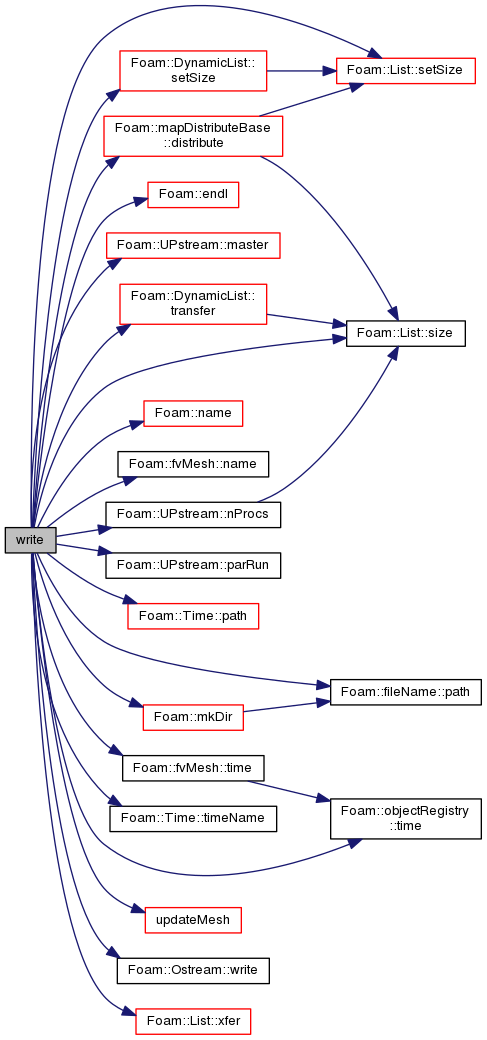 Foam::DynamicList::
setSize
Foam::List::setSize
Foam::mapDistributeBase
::distribute
Foam::endl
Foam::UPstream::master
Foam::DynamicList::
transfer
Foam::List::size
Foam::name
Foam::fvMesh::name
Foam::UPstream::nProcs
write
Foam::UPstream::parRun
Foam::Time::path
Foam::fileName::path
Foam::mkDir
Foam::fvMesh::time
Foam::objectRegistry
::time
Foam::Time::timeName
updateMesh
Foam::Ostream::write
Foam::List::xfer